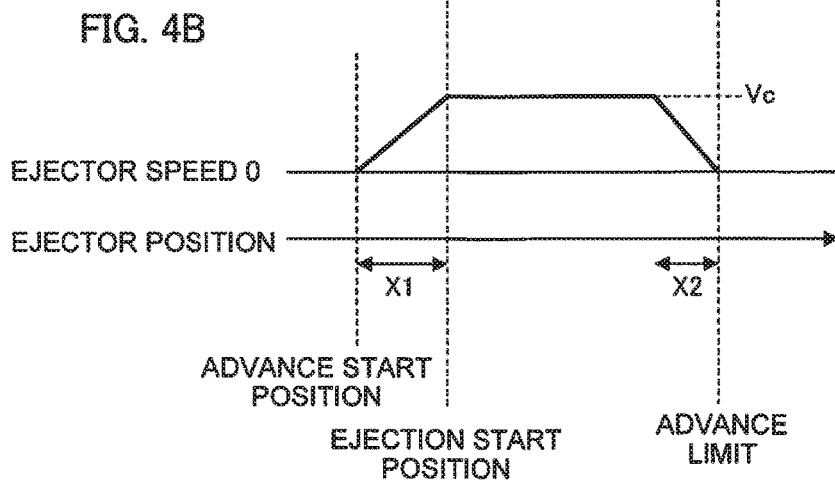 FIG. 4B
Vc
EJECTOR SPEED 0
EJECTOR POSITION
X1
X2
ADVANCE START
POSITION
EJECTION START
POSITION
ADVANCE
LIMIT